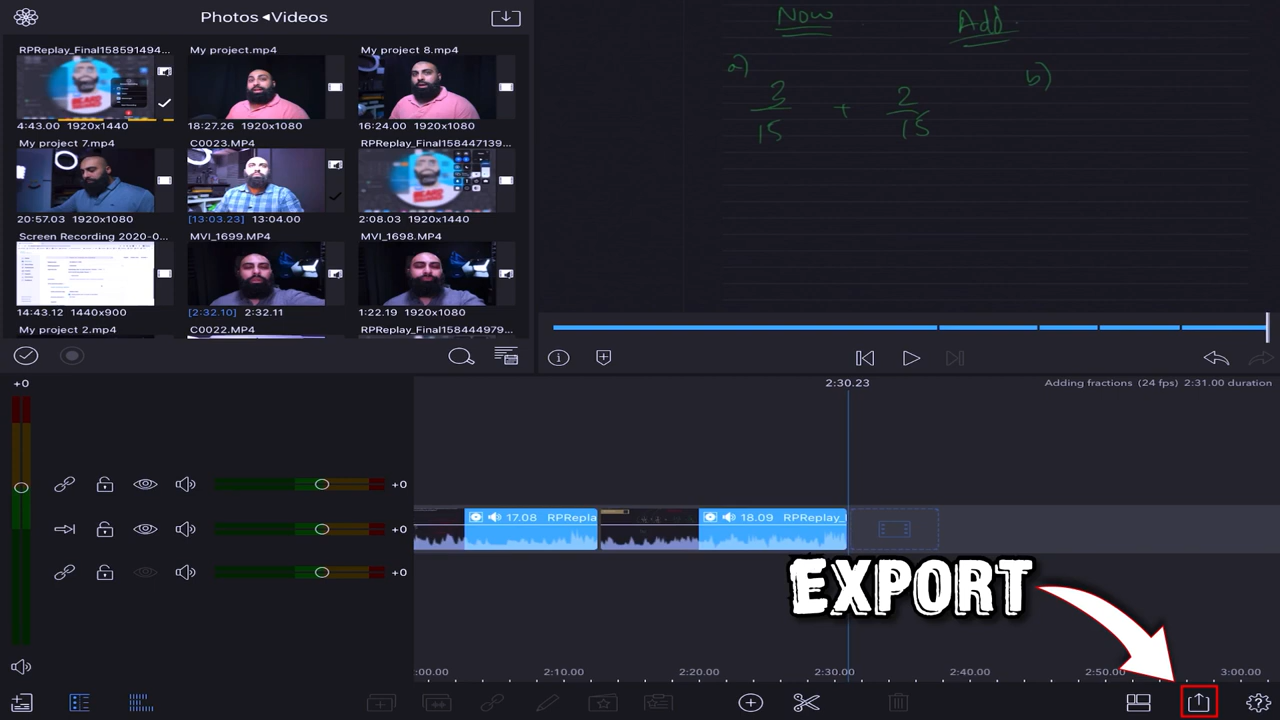 Photos◂Videos
RPReplay_Final158591494...
My project.mp4
My project 8.mp4
4:43.00 1920x1440
18:27.26 1920x1080
16:24.00 1920x1080
My project 7.mp4
C0023.MP4
RPReplay_Final158447139...
20:57.03 1920x1080
[13:03.23] 13:04.00
2:08.03 1920x1440
Screen Recording 2020-0...
MVI_1699.MP4
MVI_1698.MP4
14:43.12 1440x900
[2:32.10] 2:32.11
1:22.19 1920x1080
My project 2.mp4
C0022.MP4
RPReplay_Final158444979...
Now Add.
a) 3/15 + 2/15
b)
+0
2:30.23
Adding fractions (24 fps) 2:31.00 duration
+0
+0
+0
17.08 RPRepla
18.09 RPReplay_
EXPORT
:00.00 2:10.00 2:20.00 2:30.00 2:40.00 2:50.00 3:00.00